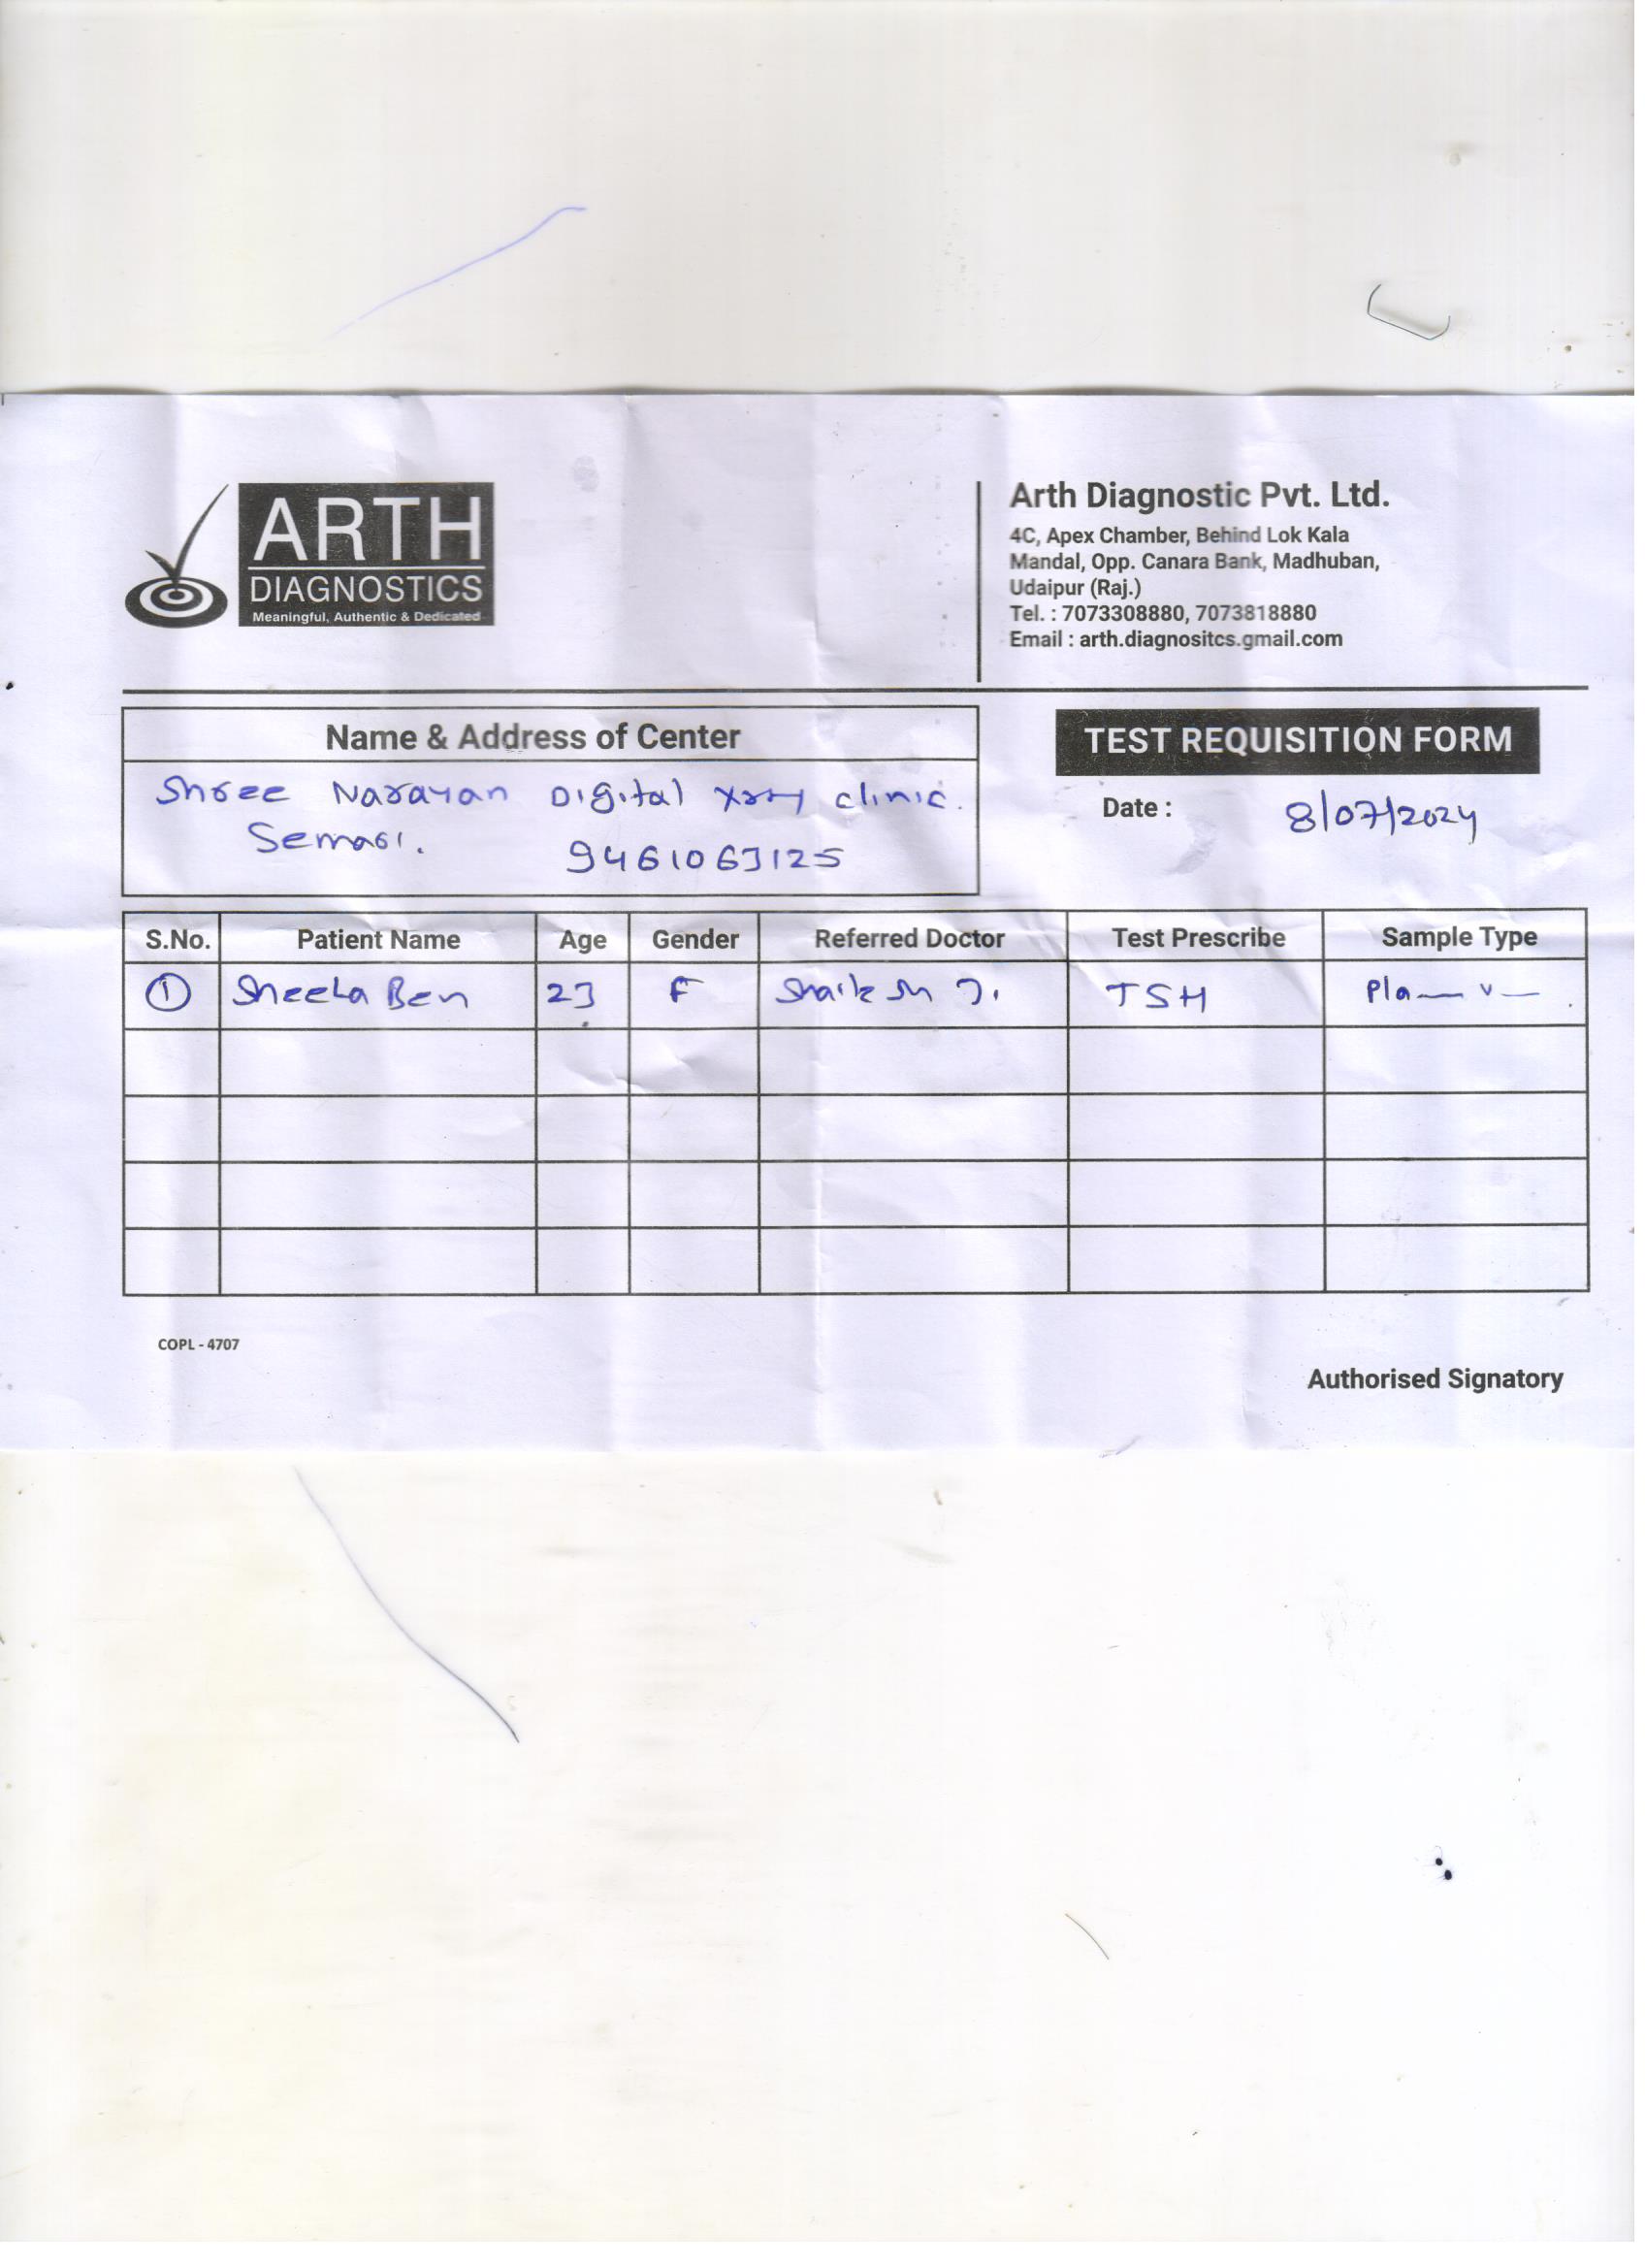 ARTH
DIAGNOSTICS
Meaningful, Authentic & Dedicated
Arth Diagnostic Pvt. Ltd.
4C, Apex Chamber, Behind Lok Kala
Mandal, Opp. Canara Bank, Madhuban,
Udaipur (Raj.)
Tel. : 7073308880, 7073818880
Email : arth.diagnositcs.gmail.com
Name & Address of Center
Shree Narayan Digital xray clinic.
Semari. 9461063125
TEST REQUISITION FORM
Date : 8/07/2024
S.No. Patient Name Age Gender Referred Doctor Test Prescribe Sample Type
1 Sheela Ben 23 F TSH
COPL - 4707
Authorised Signatory